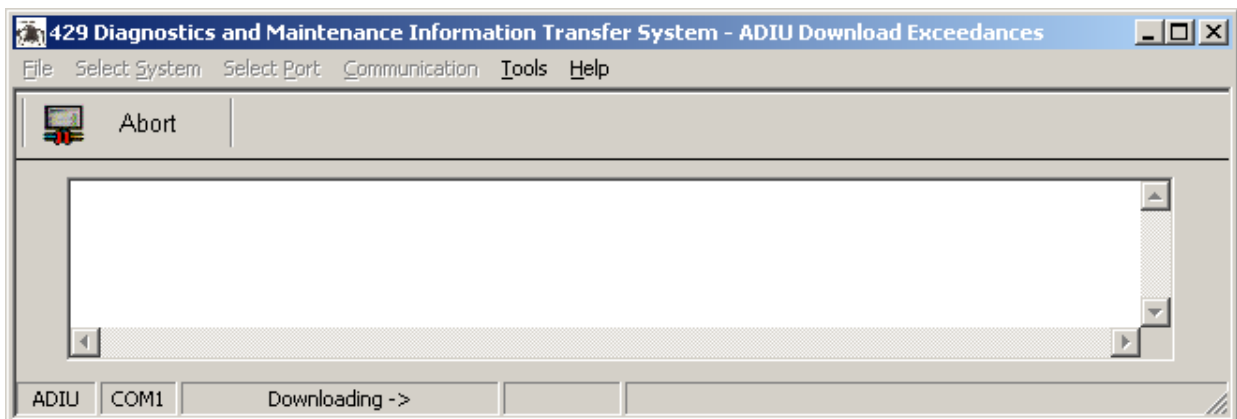 429 Diagnostics and Maintenance Information Transfer System - ADIU Download Exceedances
File Select System Select Port Communication Tools Help
Abort
ADIU COM1 Downloading ->